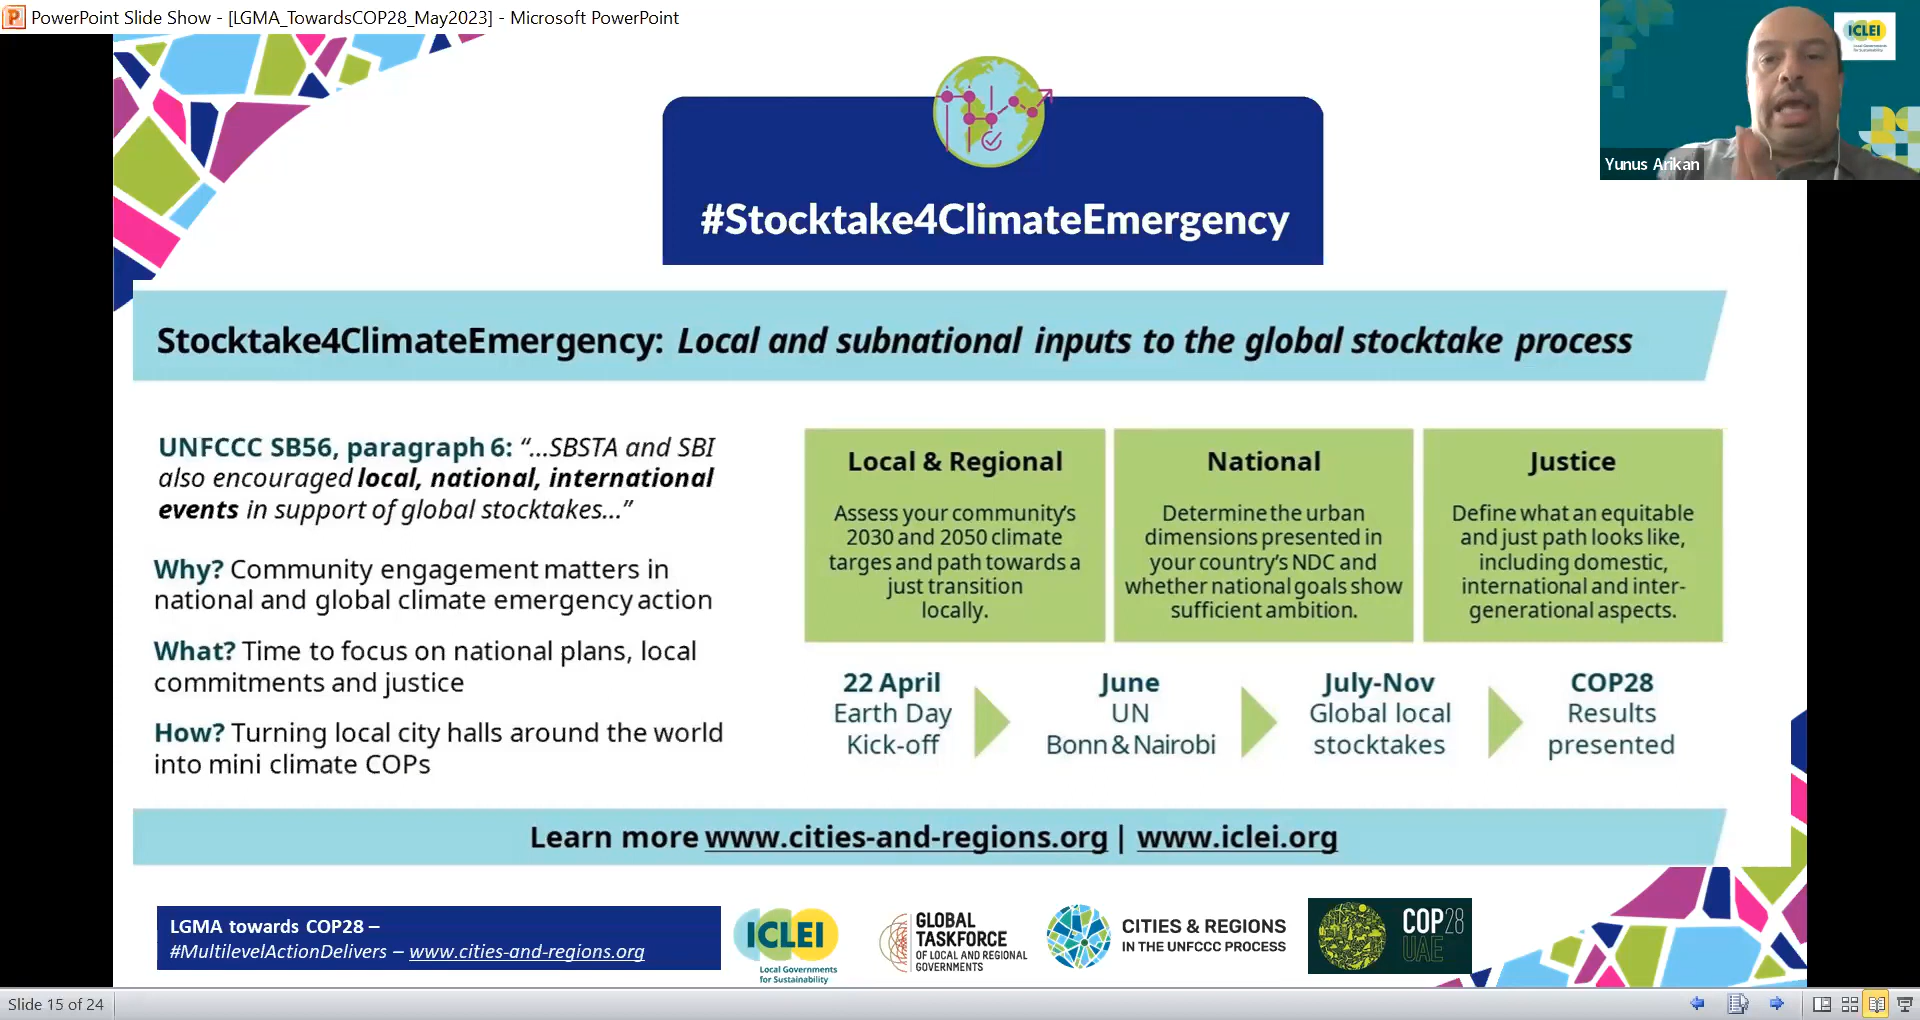 PowerPoint Slide Show - [LGMA_TowardsCOP28_May2023] - Microsoft PowerPoint
ICLEI
Local Governments
for Sustainability
Yunus Arikan
#Stocktake4ClimateEmergency
Stocktake4ClimateEmergency: Local and subnational inputs to the global stocktake process
UNFCCC SB56, paragraph 6: “...SBSTA and SBI
also encouraged local, national, international
events in support of global stocktakes...”
Why? Community engagement matters in
national and global climate emergency action
What? Time to focus on national plans, local
commitments and justice
How? Turning local city halls around the world
into mini climate COPs
Local & Regional
Assess your community’s
2030 and 2050 climate
targes and path towards a
just transition
locally.
National
Determine the urban
dimensions presented in
your country’s NDC and
whether national goals show
sufficient ambition.
Justice
Define what an equitable
and just path looks like,
including domestic,
international and inter-
generational aspects.
22 April
Earth Day
Kick-off
June
UN
Bonn & Nairobi
July-Nov
Global local
stocktakes
COP28
Results
presented
Learn more www.cities-and-regions.org | www.iclei.org
LGMA towards COP28 –
#MultilevelActionDelivers – www.cities-and-regions.org
ICLEI
Local Governments
for Sustainability
GLOBAL
TASKFORCE
OF LOCAL AND REGIONAL
GOVERNMENTS
CITIES & REGIONS
IN THE UNFCCC PROCESS
COP28
UAE
Slide 15 of 24